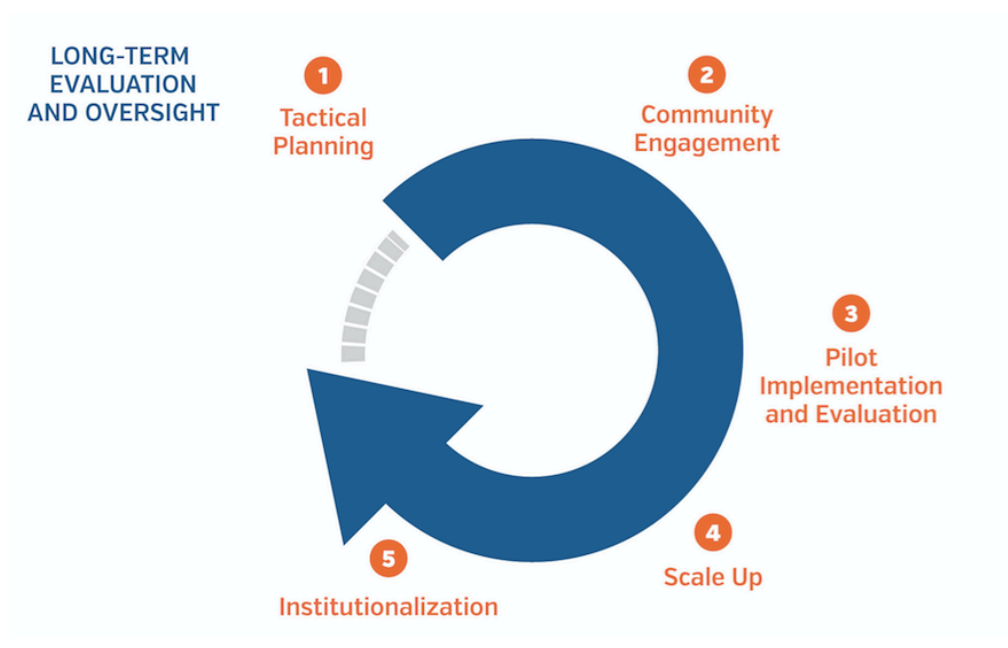 LONG-TERM
EVALUATION
AND OVERSIGHT
1
Tactical
Planning
2
Community
Engagement
3
Pilot
Implementation
and Evaluation
4
Scale Up
5
Institutionalization